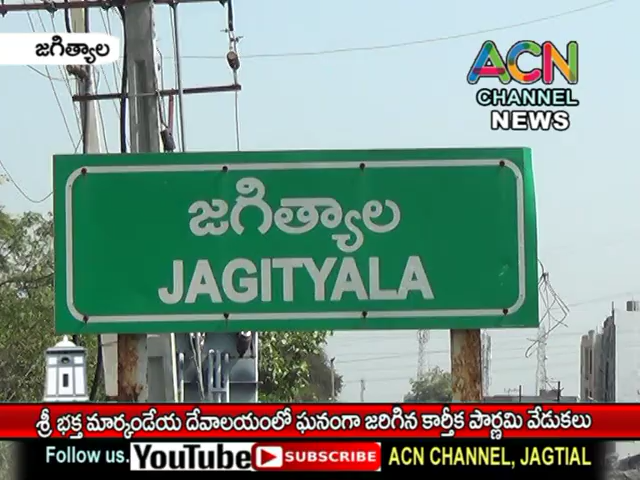 జగిత్యాల
ACN
CHANNEL
NEWS
జగిత్యాల
JAGITYALA
శ్రీ భక్త మార్కండేయ దేవాలయంలో ఘనంగా జరిగిన కార్తీక పౌర్ణమి వేడుకలు
Follow us. YouTube SUBSCRIBE ACN CHANNEL, JAGTIAL